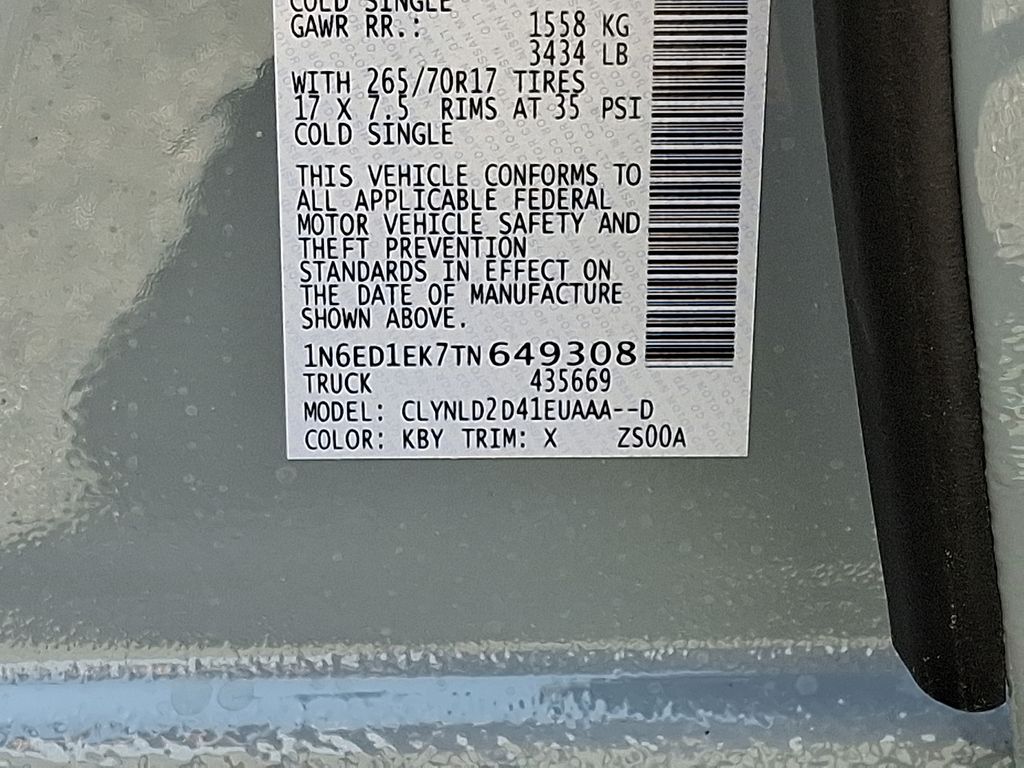 COLD SINGLE
GAWR RR.: 1558 KG
3434 LB
WITH 265/70R17 TIRES
17 X 7.5 RIMS AT 35 PSI
COLD SINGLE
THIS VEHICLE CONFORMS TO
ALL APPLICABLE FEDERAL
MOTOR VEHICLE SAFETY AND
THEFT PREVENTION
STANDARDS IN EFFECT ON
THE DATE OF MANUFACTURE
SHOWN ABOVE.
1N6ED1EK7TN649308
TRUCK 435669
MODEL: CLYNLD2D41EUAAA--D
COLOR: KBY TRIM: X ZS00A